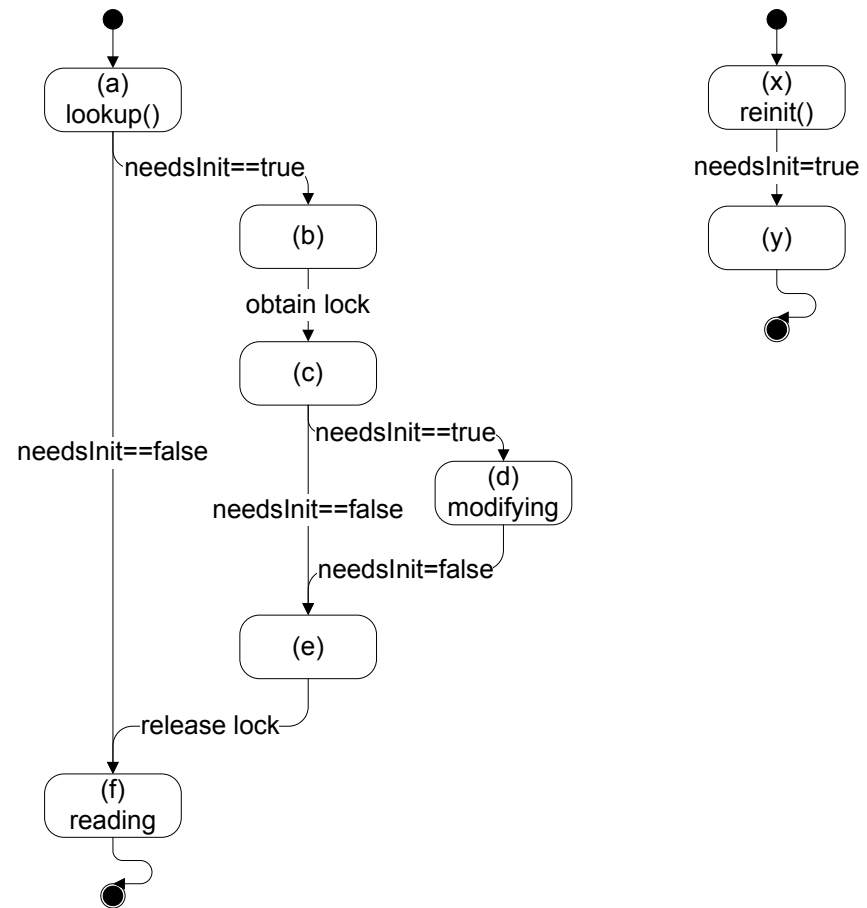 (a)
lookup()
needsInit==true
(b)
obtain lock
(c)
needsInit==true
needsInit==false
(d)
modifying
needsInit==false
needsInit=false
(e)
release lock
(f)
reading
(x)
reinit()
needsInit=true
(y)